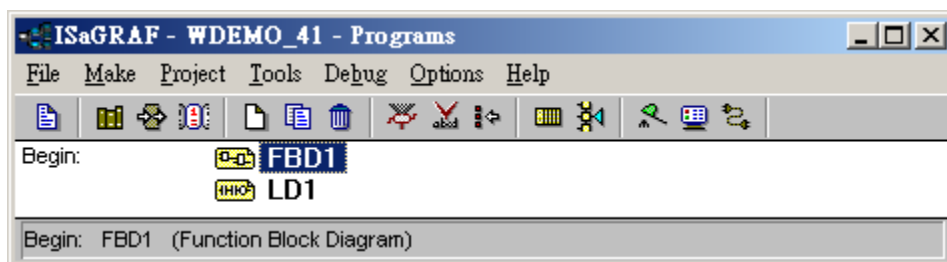 ISaGRAF - WDEMO_41 - Programs
File Make Project Tools Debug Options Help
Begin: FBD1
LD1
Begin: FBD1 (Function Block Diagram)